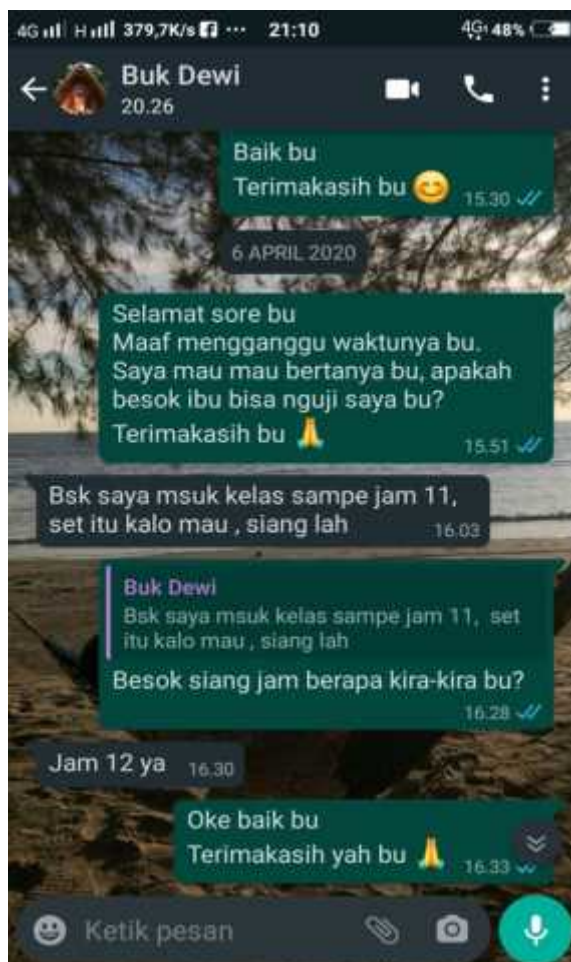 4G H 379,7K/s ... 21:10 4G 48%
Buk Dewi
20.26
Baik bu
Terimakasih bu 😊 15.30
6 APRIL 2020
Selamat sore bu
Maaf mengganggu waktunya bu.
Saya mau mau bertanya bu, apakah
besok ibu bisa nguji saya bu?
Terimakasih bu 🙏 15.51
Bsk saya msuk kelas sampe jam 11,
set itu kalo mau , siang lah 16.03
Buk Dewi
Bsk saya msuk kelas sampe jam 11, set
itu kalo mau , siang lah
Besok siang jam berapa kira-kira bu?
16.28
Jam 12 ya 16.30
Oke baik bu
Terimakasih yah bu 🙏 16.33
Ketik pesan